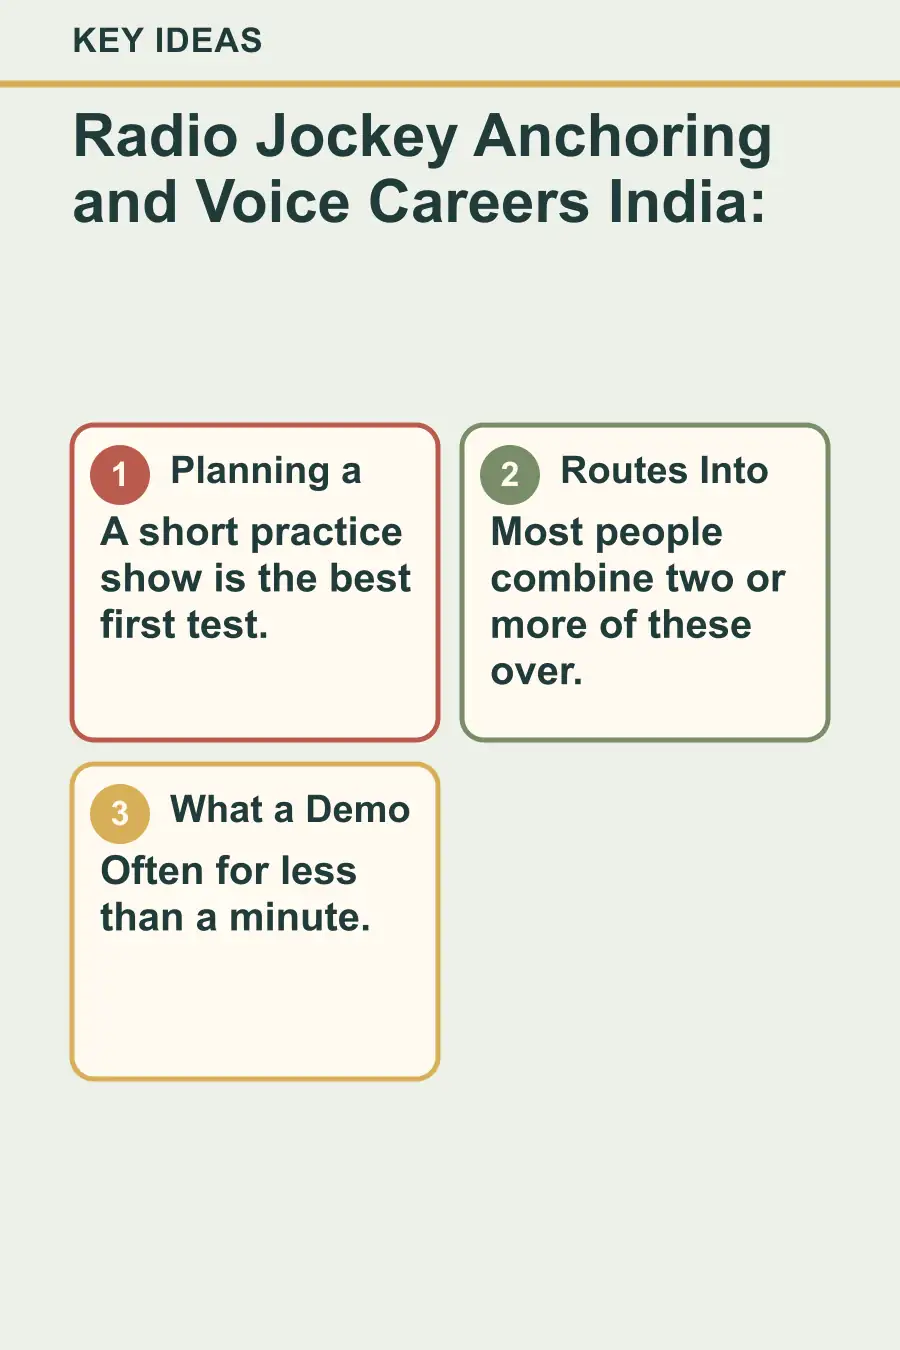 KEY IDEAS
Radio Jockey Anchoring
and Voice Careers India:
1 Planning a
A short practice
show is the best
first test.
2 Routes Into
Most people
combine two or
more of these
over.
3 What a Demo
Often for less
than a minute.